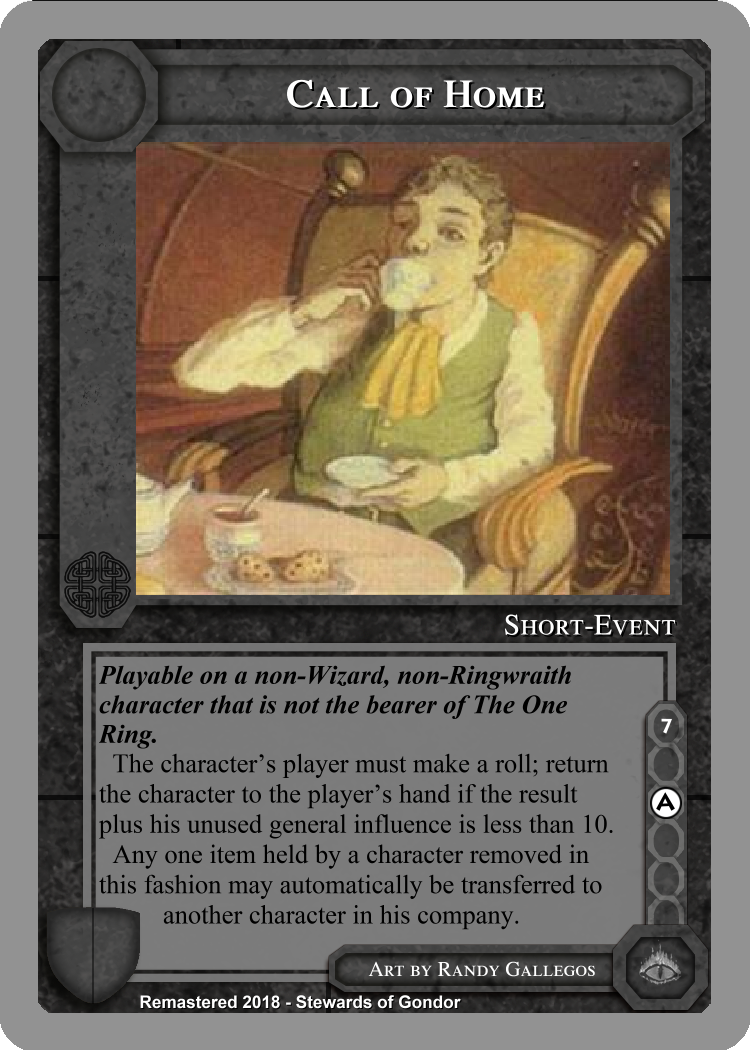 Call of Home
Short-Event
Playable on a non-Wizard, non-Ringwraith
character that is not the bearer of The One
Ring.
The character's player must make a roll; return
the character to the player's hand if the result
plus his unused general influence is less than 10.
Any one item held by a character removed in
this fashion may automatically be transferred to
another character in his company.
7
A
Art by Randy Gallegos
Remastered 2018 - Stewards of Gondor